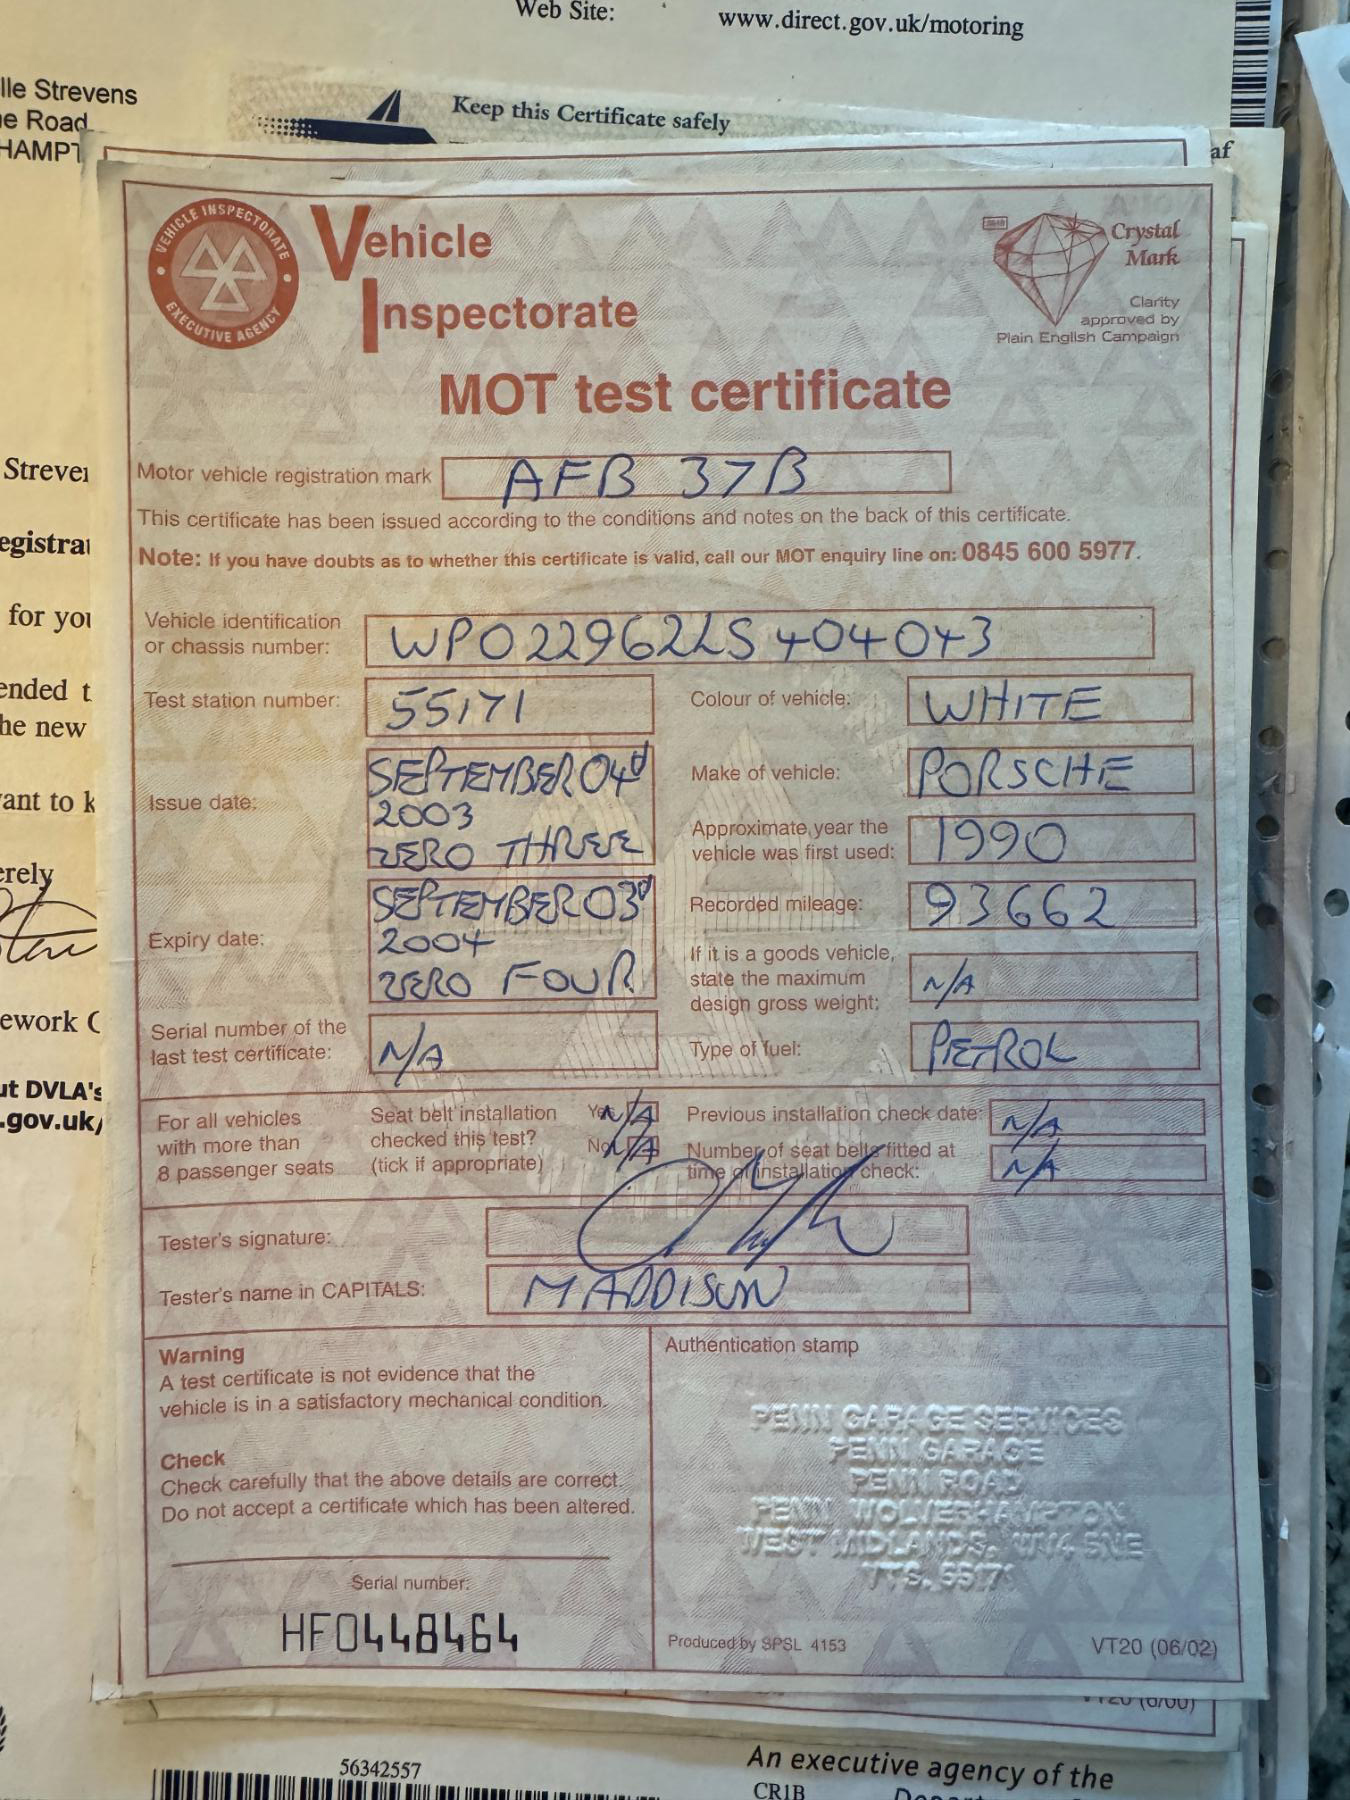 Web Site: www.direct.gov.uk/motoring
lle Strevens
e Road
HAMPT
Keep this Certificate safely
af
VEHICLE INSPECTORATE
EXECUTIVE AGENCY
Vehicle
Inspectorate
Crystal
Mark
Clarity
approved by
Plain English Campaign
MOT test certificate
Motor vehicle registration mark AFB 37B
This certificate has been issued according to the conditions and notes on the back of this certificate.
Note: If you have doubts as to whether this certificate is valid, call our MOT enquiry line on: 0845 600 5977.
Vehicle identification
or chassis number: WP0ZZZ96ZLS404043
Test station number: 55171
Colour of vehicle: WHITE
Issue date: SEPTEMBER 04
2003
ZERO THREE
Make of vehicle: PORSCHE
Approximate year the
vehicle was first used: 1990
Expiry date: SEPTEMBER 03
2004
ZERO FOUR
Recorded mileage: 93662
If it is a goods vehicle,
state the maximum
design gross weight: N/A
Serial number of the
last test certificate: N/A
Type of fuel: PETROL
For all vehicles
with more than
8 passenger seats
Seat belt installation
checked this test?
(tick if appropriate)
Yes N/A
No N/A
Previous installation check date: N/A
Number of seat belts fitted at
time of installation check: N/A
Tester's signature:
Tester's name in CAPITALS: MADDISON
Warning
A test certificate is not evidence that the
vehicle is in a satisfactory mechanical condition.
Check
Check carefully that the above details are correct.
Do not accept a certificate which has been altered.
Serial number:
HF0448464
Authentication stamp
PENN GARAGE SERVICES
PENN GARAGE
PENN ROAD
PENN WOLVERHAMPTON
WEST MIDLANDS. WV4 5NE
VTS. 55171
Produced by SPSL 4153
VT20 (06/02)
VT20 (6/00)
Streve
egistra
for you
ended t
he new
ant to k
erely
ework C
ut DVLA's
.gov.uk/
56342557
An executive agency of the
CR1B